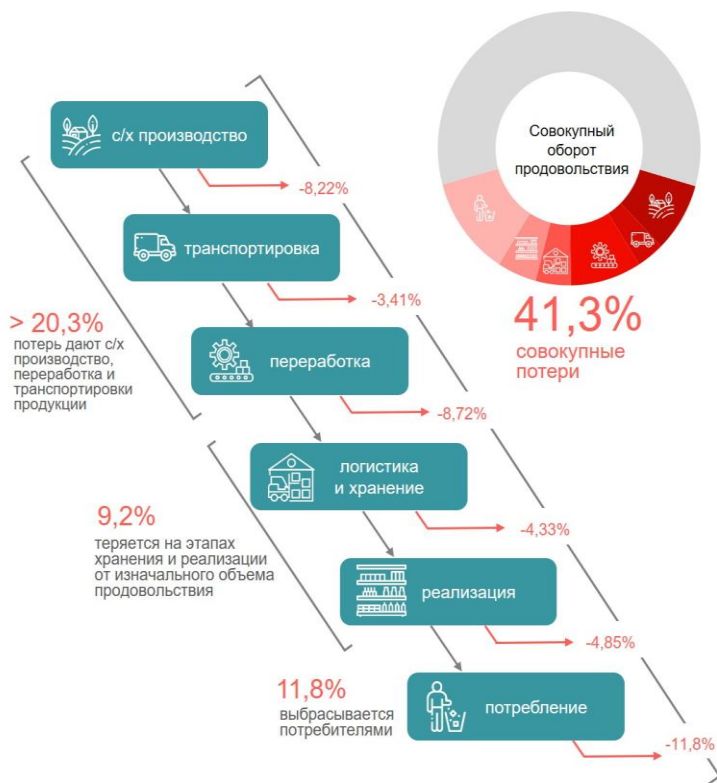 с/х производство
-8,22%
транспортировка
-3,41%
переработка
-8,72%
логистика
и хранение
-4,33%
реализация
-4,85%
потребление
-11,8%
> 20,3%
потерь дают с/х
производство,
переработка и
транспортировки
продукции
9,2%
теряется на этапах
хранения и реализации
от изначального объема
продовольствия
11,8%
выбрасывается
потребителями
Совокупный
оборот
продовольствия
41,3%
совокупные
потери